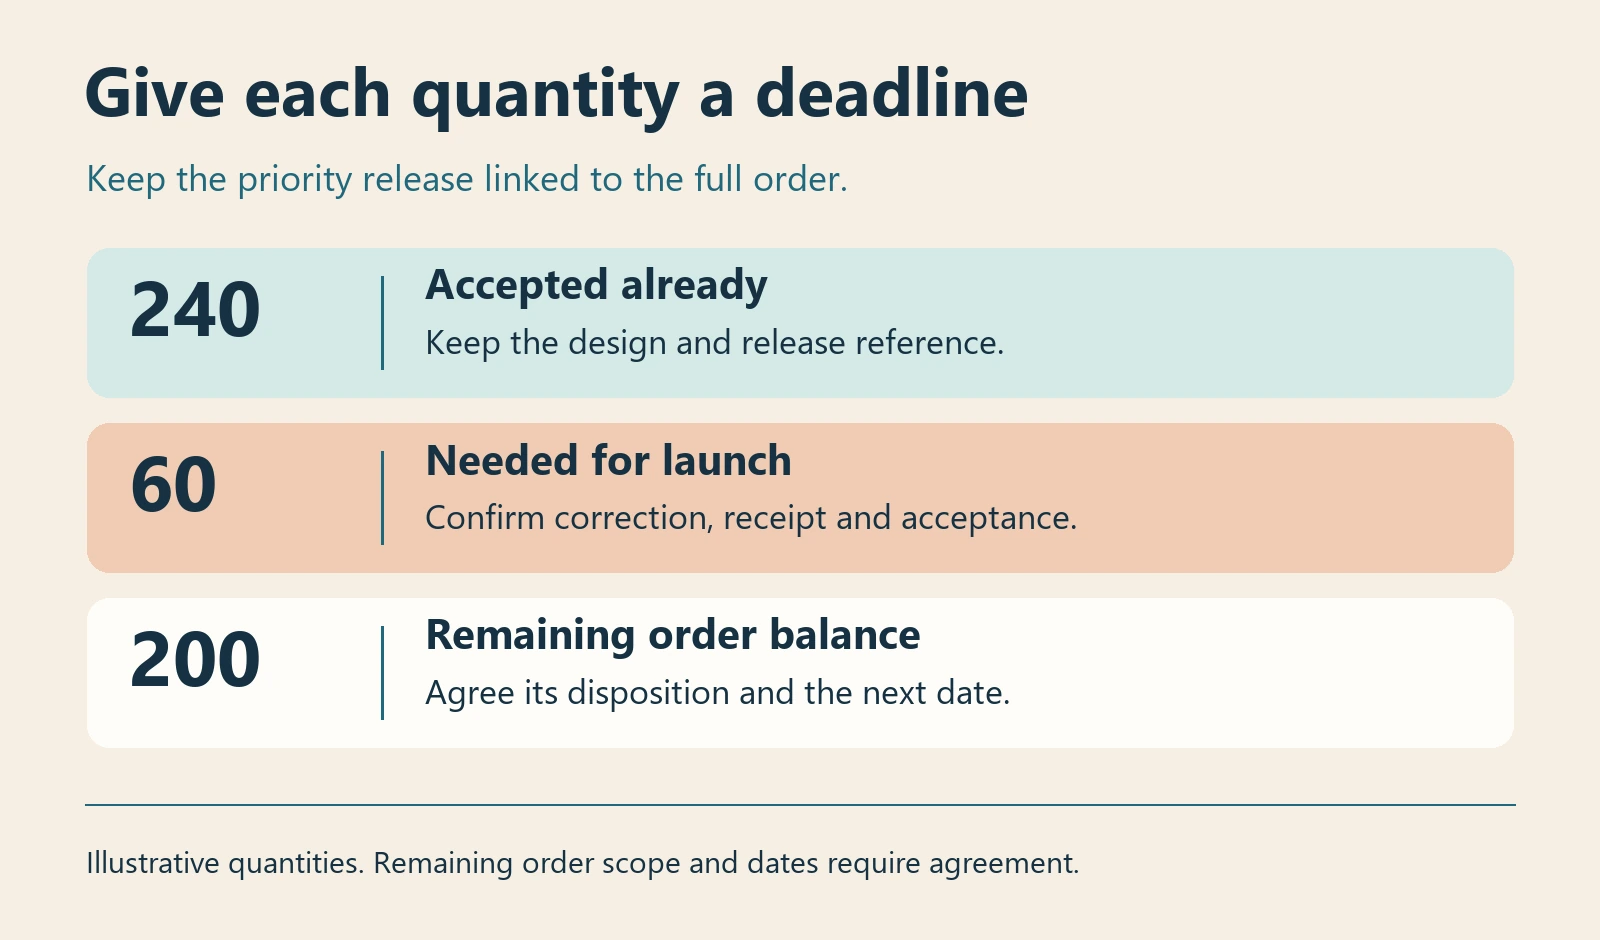 Give each quantity a deadline
Keep the priority release linked to the full order.
240
Accepted already
Keep the design and release reference.
60
Needed for launch
Confirm correction, receipt and acceptance.
200
Remaining order balance
Agree its disposition and the next date.
Illustrative quantities. Remaining order scope and dates require agreement.